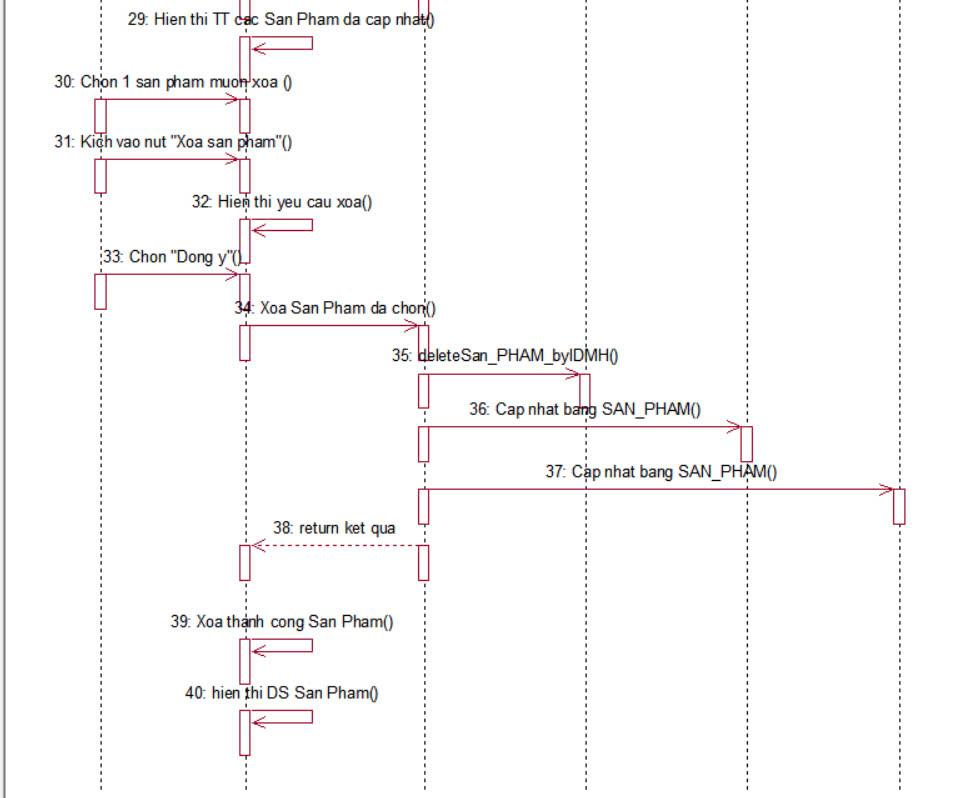 29: Hien thi TT cac San Pham da cap nhat()
30: Chon 1 san pham muon xoa ()
31: Kich vao nut "Xoa san pham"()
32: Hien thi yeu cau xoa()
33: Chon "Dong y"()
34: Xoa San Pham da chon()
35: deleteSan_PHAM_byIDMH()
36: Cap nhat bang SAN_PHAM()
37: Cap nhat bang SAN_PHAM()
38: return ket qua
39: Xoa thanh cong San Pham()
40: hien thi DS San Pham()